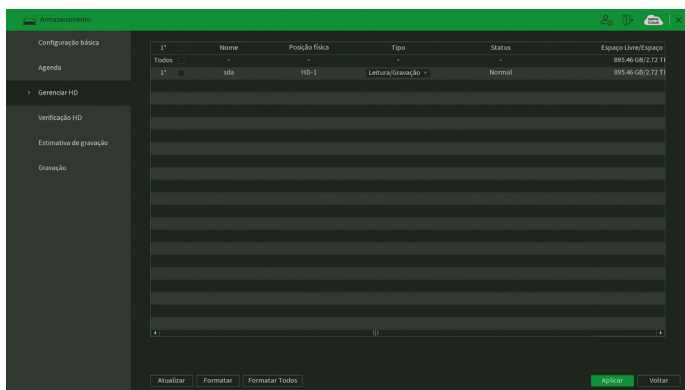 Armazenamento
Configuração básica
Agenda
> Gerenciar HD
Verificação HD
Estimativa de gravação
Gravação
1* Nome Posição física Tipo Status Espaço Livre/Espaço
Todos - - - - 895.46 GB/2.72 T
1* sda HD-1 Leitura/Gravação Normal 895.46 GB/2.72 T
Atualizar Formatar Formatar Todos Aplicar Voltar